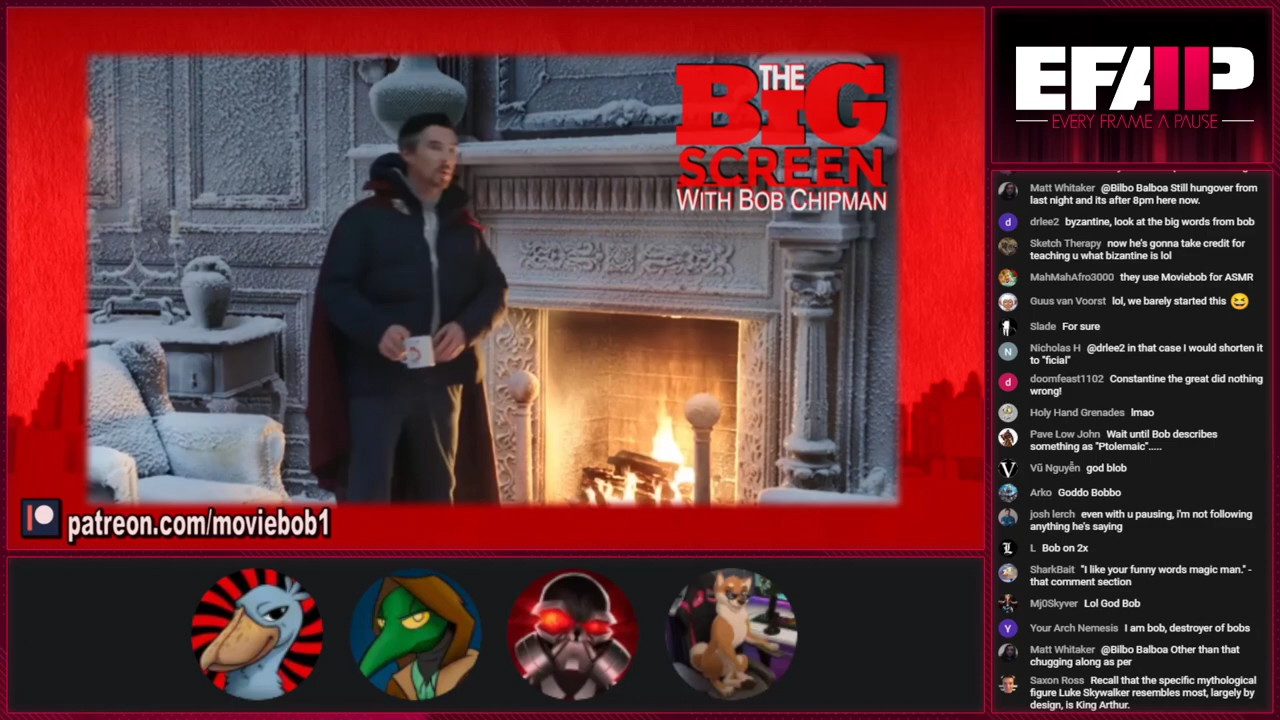 THE
BiG
SCREEN
WITH BOB CHIPMAN
patreon.com/moviebob1
EFAP
EVERY FRAME A PAUSE
Matt Whitaker @Bilbo Balboa Still hungover from
last night and its after 8pm here now.
drlee2 byzantine, look at the big words from bob
Sketch Therapy now he's gonna take credit for
teaching u what bizantine is lol
MahMahAfro3000 they use Moviebob for ASMR
Guus van Voorst lol, we barely started this 😆
Slade For sure
N
Nicholas H @drlee2 in that case I would shorten it
to "ficial"
d
doomfeast1102 Constantine the great did nothing
wrong!
Holy Hand Grenades lmao
Pave Low John Wait until Bob describes
something as "Ptolemaic".....
V
Vũ Nguyễn god blob
Arko Goddo Bobbo
josh lerch even with u pausing, i'm not following
anything he's saying
L
L Bob on 2x
SharkBait "I like your funny words magic man." -
that comment section
Mj0Skyver Lol God Bob
Y
Your Arch Nemesis I am bob, destroyer of bobs
Matt Whitaker @Bilbo Balboa Other than that
chugging along as per
Saxon Ross Recall that the specific mythological
figure Luke Skywalker resembles most, largely by
design, is King Arthur.